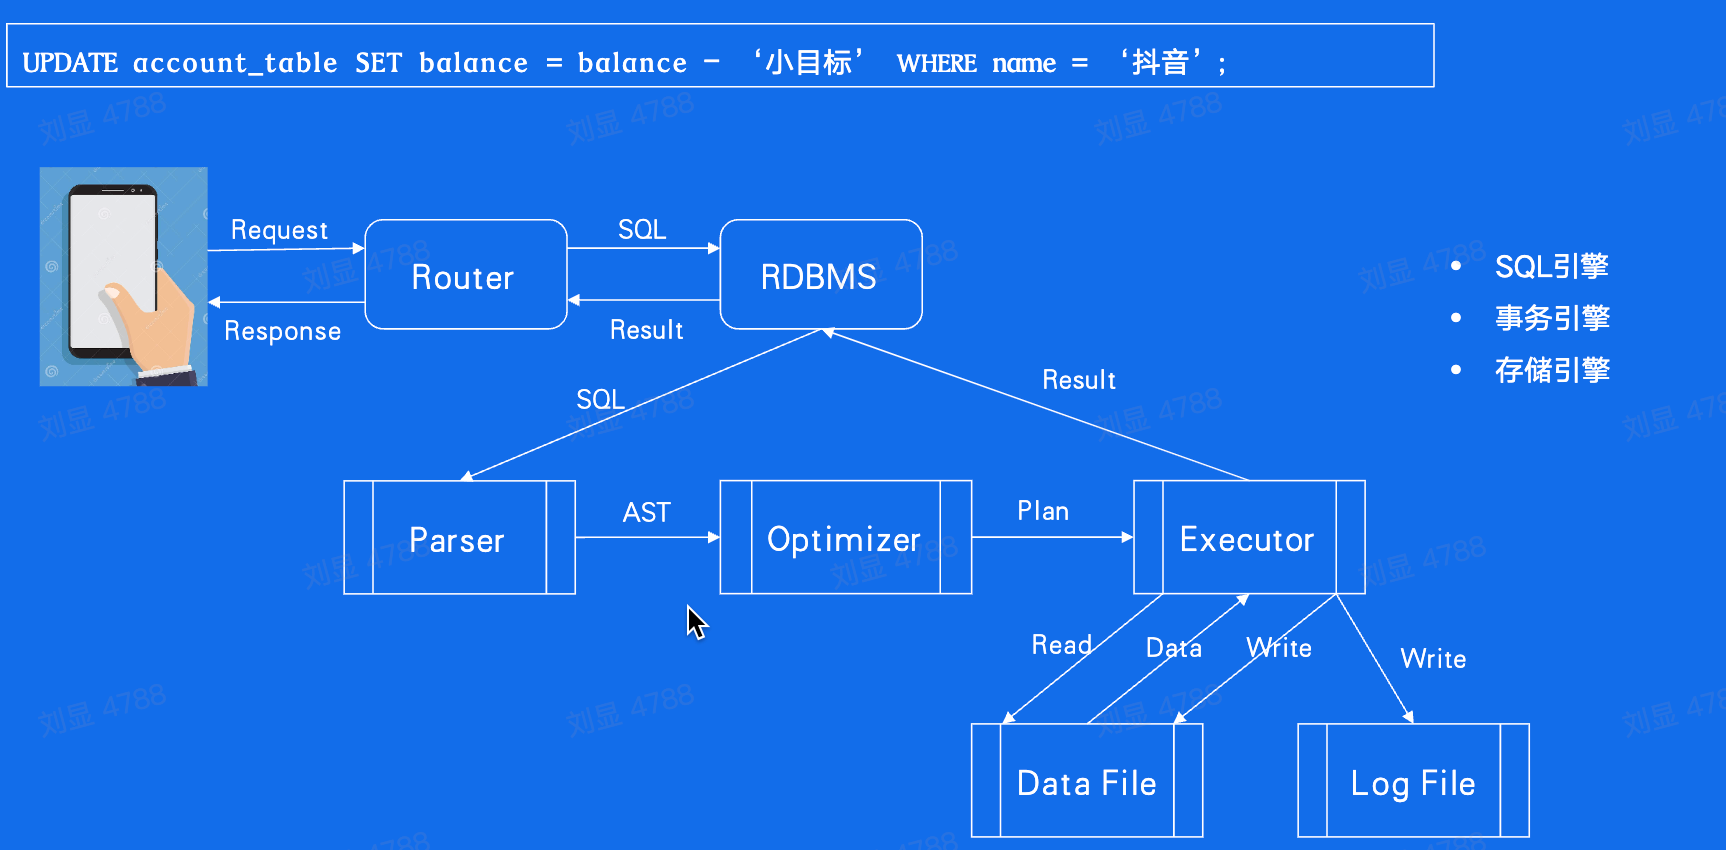 UPDATE account_table SET balance = balance - ‘小目标’ WHERE name = ‘抖音’;
Request
Response
Router
SQL
Result
RDBMS
SQL引擎
事务引擎
存储引擎
SQL
Result
Parser
AST
Optimizer
Plan
Executor
Read
Data
Write
Write
Data File
Log File
刘显 4788